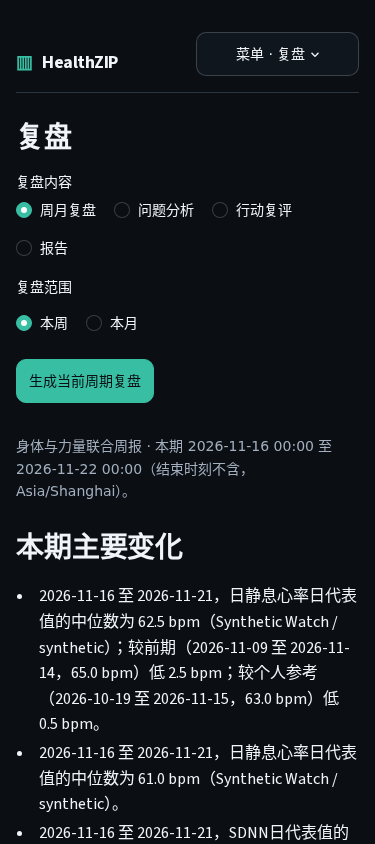 HealthZIP
菜单 · 复盘
复盘
复盘内容
周月复盘 问题分析 行动复评
报告
复盘范围
本周 本月
生成当前周期复盘
身体与力量联合周报 · 本期 2026-11-16 00:00 至
2026-11-22 00:00（结束时刻不含，
Asia/Shanghai）。
本期主要变化
2026-11-16 至 2026-11-21，日静息心率日代表
值的中位数为 62.5 bpm（Synthetic Watch /
synthetic）；较前期（2026-11-09 至 2026-11-
14，65.0 bpm）低 2.5 bpm；较个人参考
（2026-10-19 至 2026-11-15，63.0 bpm）低
0.5 bpm。
2026-11-16 至 2026-11-21，日静息心率日代表
值的中位数为 61.0 bpm（Synthetic Watch /
synthetic）。
2026-11-16 至 2026-11-21，SDNN日代表值的